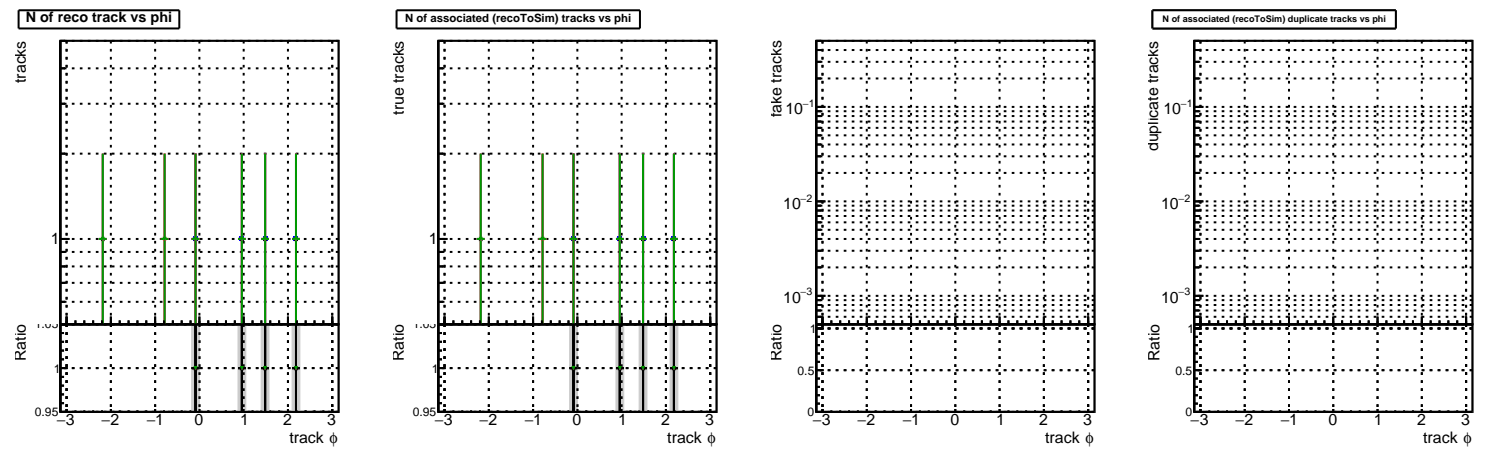 N of reco track vs phi
tracks
1
Ratio
1.05
1
0.95
−3 −2 −1 0 1 2 3
track ϕ
N of associated (recoToSim) tracks vs phi
true tracks
1
Ratio
1.05
1
0.95
−3 −2 −1 0 1 2 3
track ϕ
fake tracks
10−1
10−2
10−3
Ratio
1
0.5
0
−3 −2 −1 0 1 2 3
track ϕ
N of associated (recoToSim) duplicate tracks vs phi
duplicate tracks
10−1
10−2
10−3
Ratio
1
0.5
0
−3 −2 −1 0 1 2 3
track ϕ